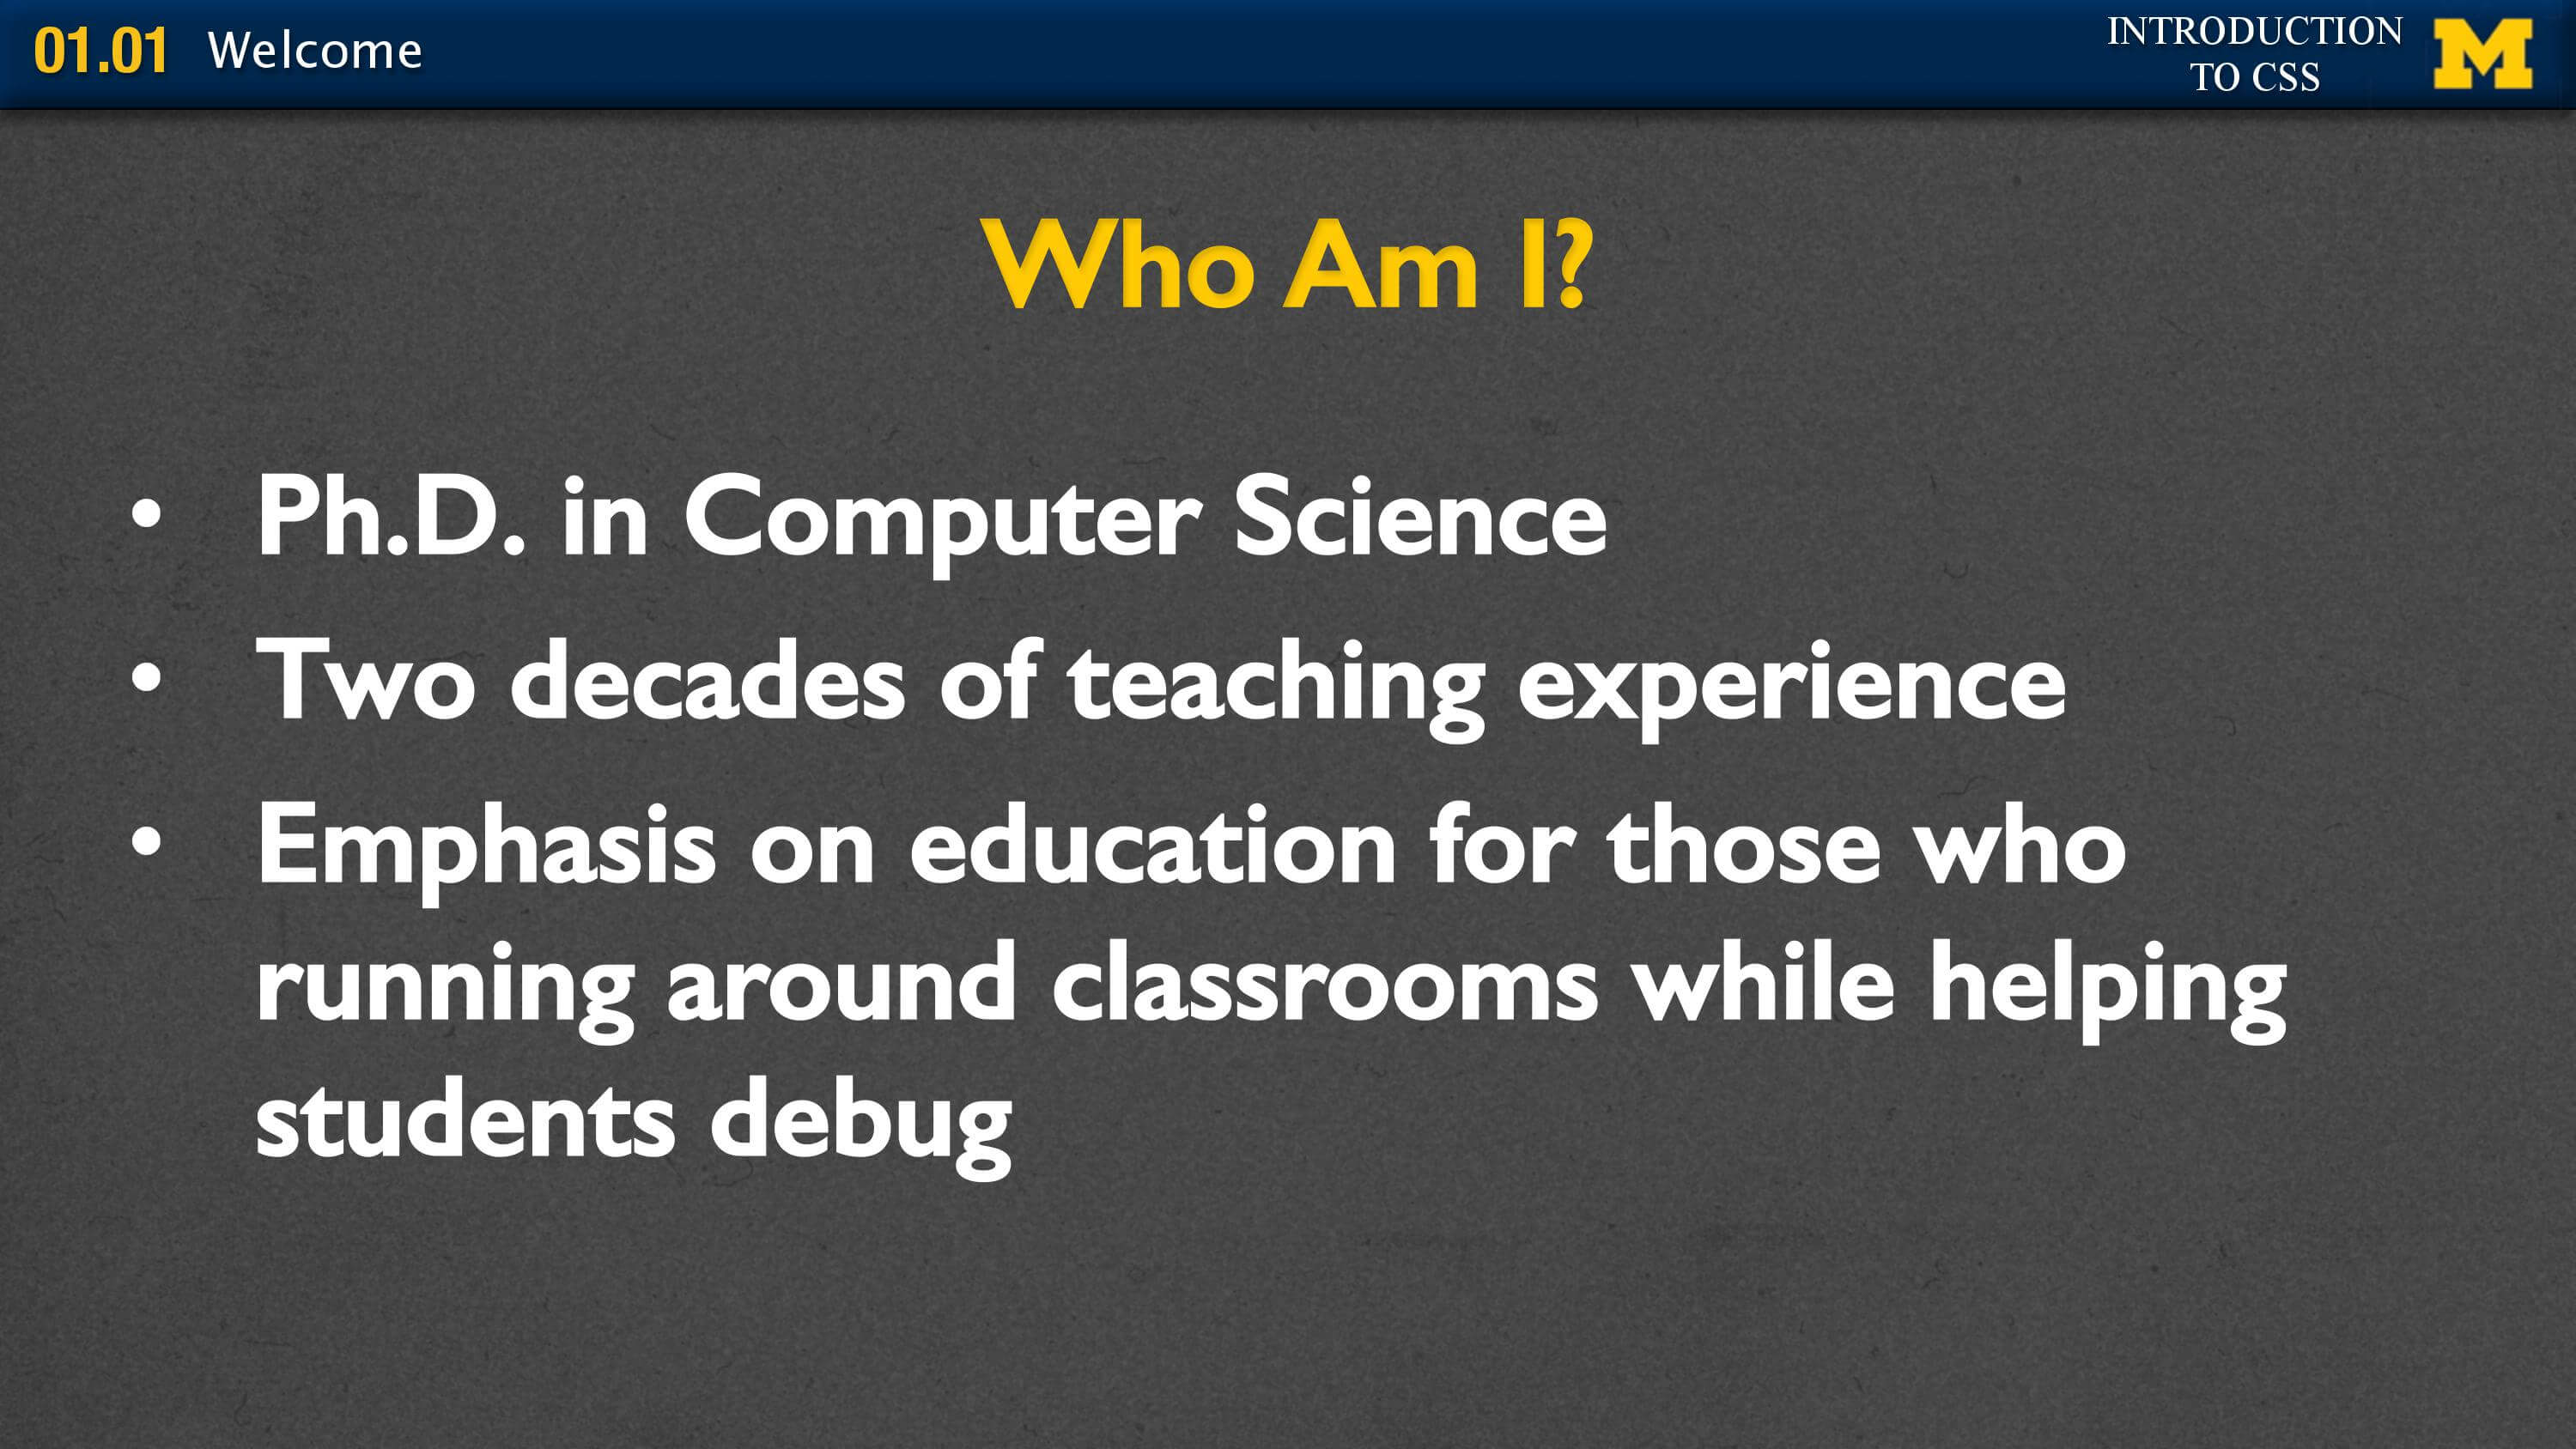 01.01 Welcome
INTRODUCTION
TO CSS
M
Who Am I?
• Ph.D. in Computer Science
• Two decades of teaching experience
• Emphasis on education for those who
running around classrooms while helping
students debug